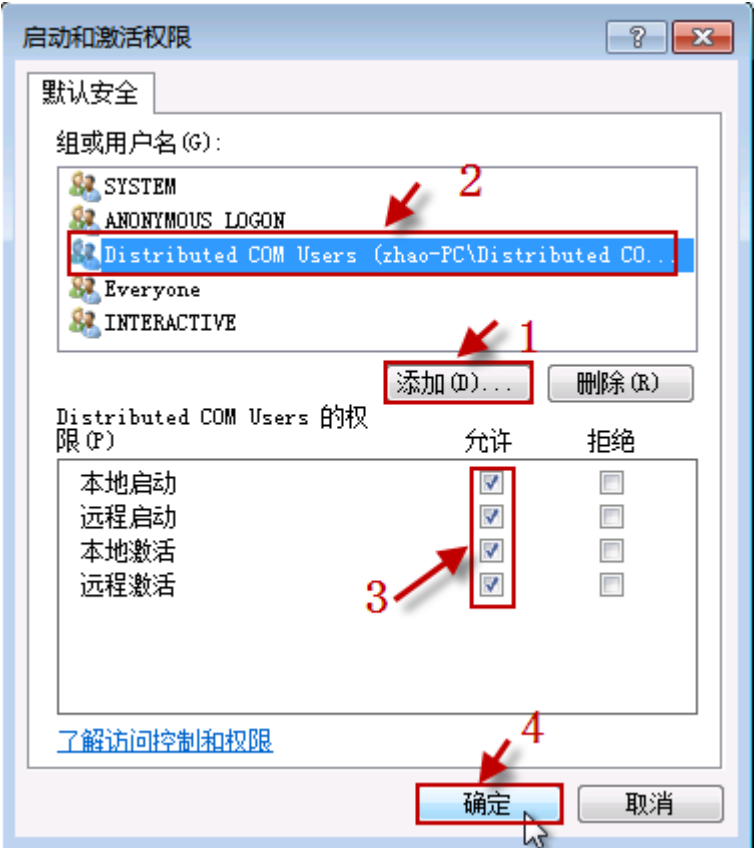 启动和激活权限
默认安全
组或用户名(G):
SYSTEM
2
ANONYMOUS LOGON
Distributed COM Users (zhao-PC\Distributed CO...
Everyone
INTERACTIVE
1
添加(D)...
删除(R)
Distributed COM Users 的权
限(P)
允许
拒绝
本地启动
远程启动
本地激活
远程激活
3
了解访问控制和权限
4
确定
取消